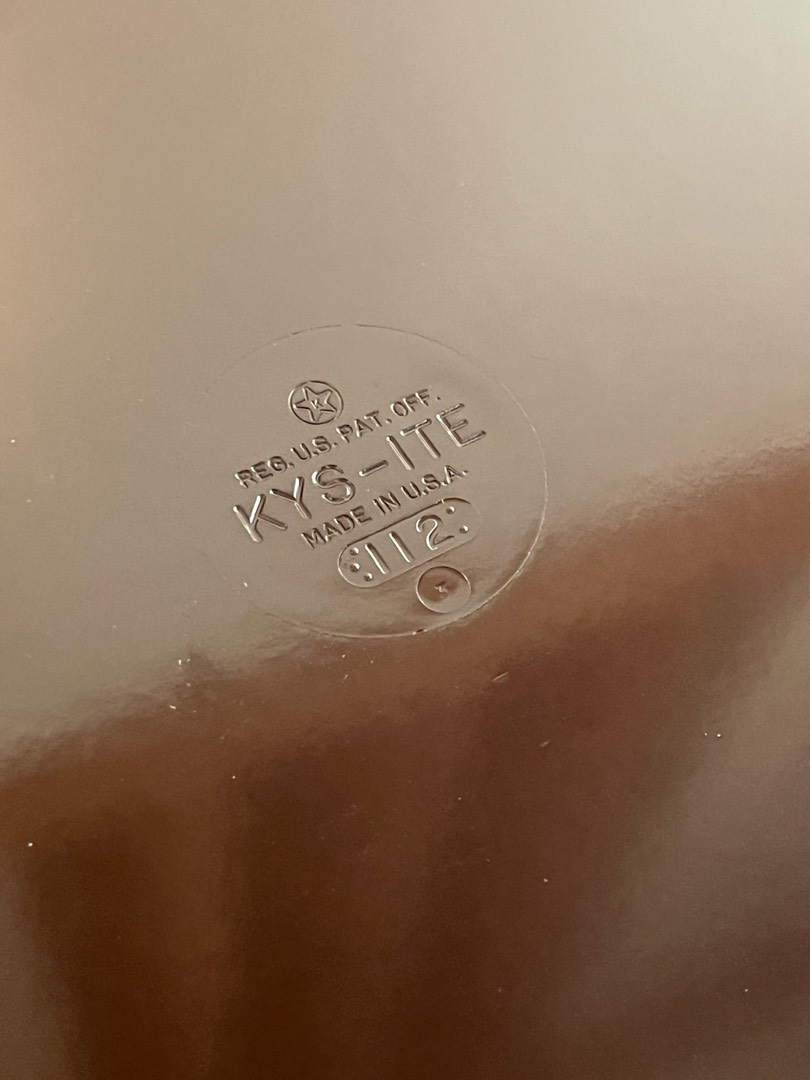 K
REG. U.S. PAT. OFF.
KYS-ITE
MADE IN U.S.A.
112